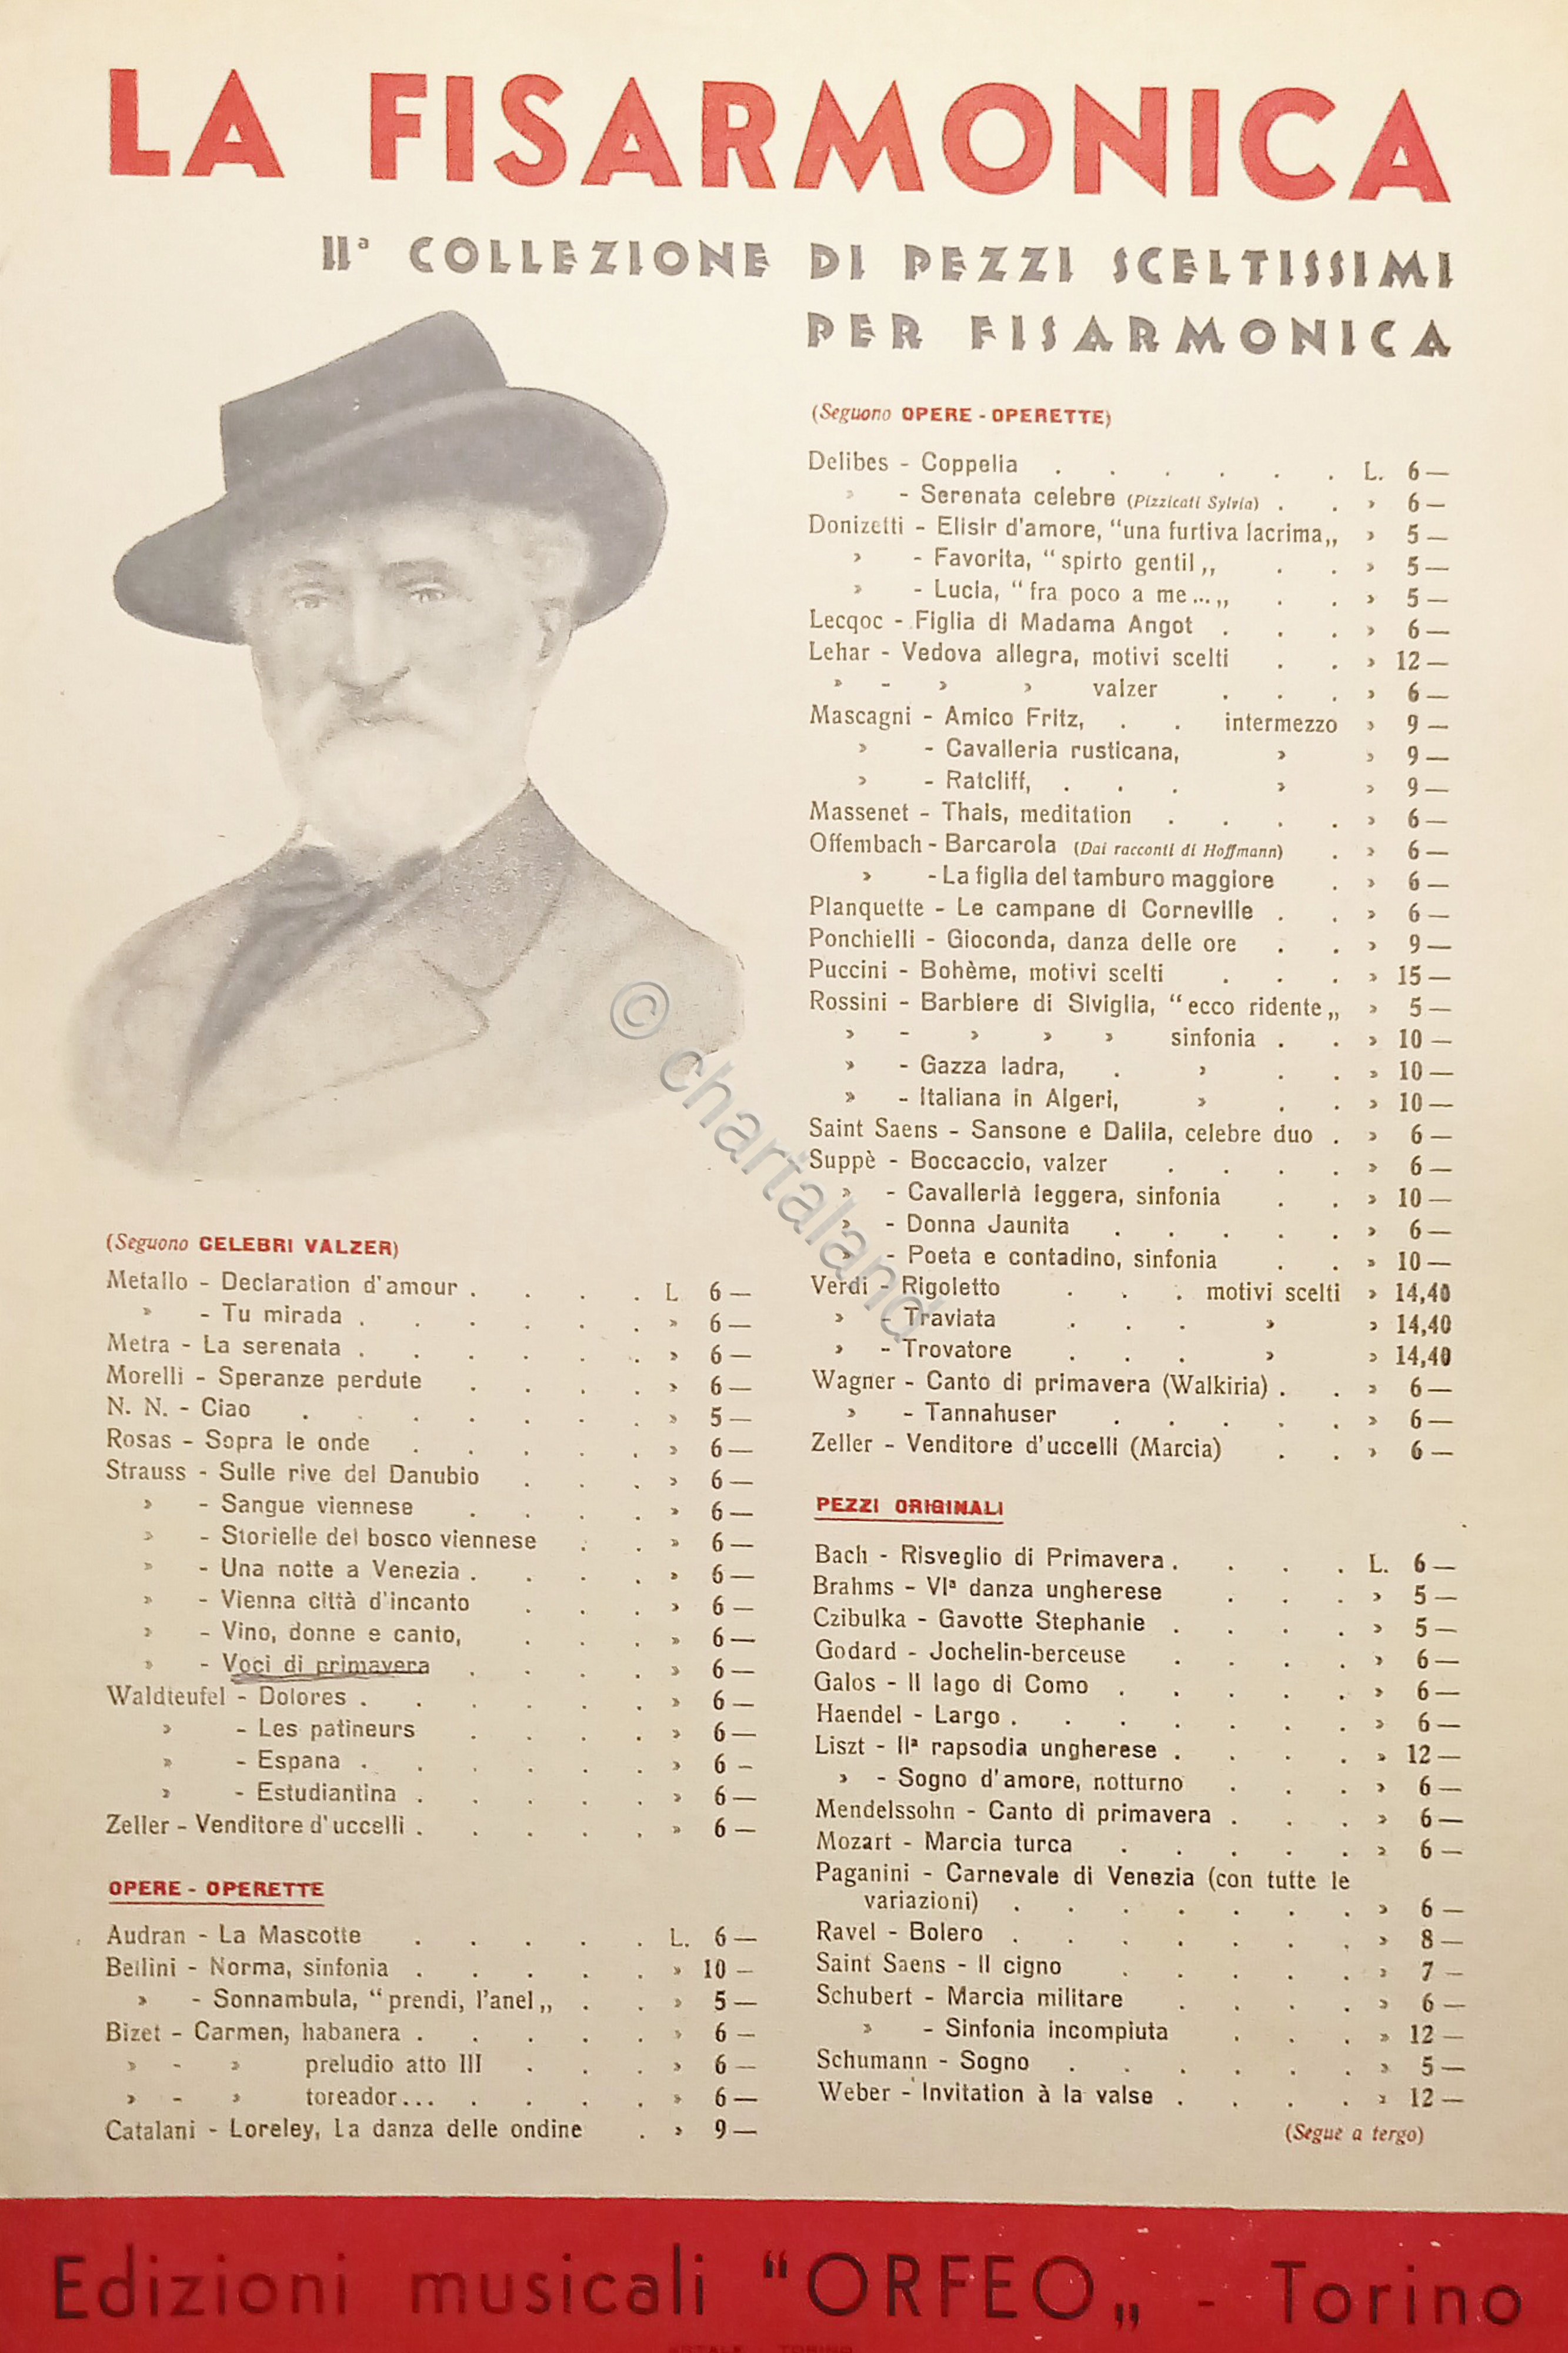 LA FISARMONICA
IIª COLLEZIONE DI PEZZI SCELTISSIMI
PER FISARMONICA
(Seguono CELEBRI VALZER)
Metallo - Declaration d'amour . . . . L 6 —
» - Tu mirada . . . . . . » 6 —
Metra - La serenata . . . . . . » 6 —
Morelli - Speranze perdute . . . . » 6 —
N. N. - Ciao . . . . . . . » 5 —
Rosas - Sopra le onde . . . . . » 6 —
Strauss - Sulle rive del Danubio . . . » 6 —
» - Sangue viennese . . . . » 6 —
» - Storielle del bosco viennese . . » 6 —
» - Una notte a Venezia . . . . » 6 —
» - Vienna città d'incanto . . . » 6 —
» - Vino, donne e canto, . . . » 6 —
» - Voci di primavera . . . . » 6 —
Waldteufel - Dolores . . . . . . » 6 —
» - Les patineurs . . . . » 6 —
» - Espana . . . . . . » 6 —
» - Estudiantina . . . . . » 6 —
Zeller - Venditore d'uccelli . . . . . » 6 —
OPERE - OPERETTE
Audran - La Mascotte . . . . . L. 6 —
Bellini - Norma, sinfonia . . . . . » 10 —
» - Sonnambula, “prendi, l'anel„ . . » 5 —
Bizet - Carmen, habanera . . . . . » 6 —
» - » preludio atto III . . . » 6 —
» - » toreador... . . . . » 6 —
Catalani - Loreley, La danza delle ondine . » 9 —
(Seguono OPERE - OPERETTE)
Delibes - Coppelia . . . . . . L. 6 —
» - Serenata celebre (Pizzicati Sylvia) . . » 6 —
Donizetti - Elisir d'amore, “una furtiva lacrima„ » 5 —
» - Favorita, “spirto gentil„ . . » 5 —
» - Lucia, “fra poco a me...„ . . » 5 —
Lecqoc - Figlia di Madama Angot . . . » 6 —
Lehar - Vedova allegra, motivi scelti . . » 12 —
» - » » valzer . . . » 6 —
Mascagni - Amico Fritz, . . intermezzo » 9 —
» - Cavalleria rusticana, » » 9 —
» - Ratcliff, . . . » » 9 —
Massenet - Thais, meditation . . . . » 6 —
Offembach - Barcarola (Dai racconti di Hoffmann) . » 6 —
» - La figlia del tamburo maggiore . » 6 —
Planquette - Le campane di Corneville . . » 6 —
Ponchielli - Gioconda, danza delle ore . . » 9 —
Puccini - Bohème, motivi scelti . . . » 15 —
Rossini - Barbiere di Siviglia, “ecco ridente„ » 5 —
» - » » » sinfonia . . » 10 —
» - Gazza ladra, . » . . » 10 —
» - Italiana in Algeri, » . . » 10 —
Saint Saens - Sansone e Dalila, celebre duo . » 6 —
Suppè - Boccaccio, valzer . . . . » 6 —
» - Cavalleria leggera, sinfonia . . » 10 —
» - Donna Jaunita . . . . . » 6 —
» - Poeta e contadino, sinfonia . . » 10 —
Verdi - Rigoletto . . . motivi scelti » 14,40
» - Traviata . . . » » 14,40
» - Trovatore . . . » » 14,40
Wagner - Canto di primavera (Walkiria) . . » 6 —
» - Tannahuser . . . . . » 6 —
Zeller - Venditore d'uccelli (Marcia) . . » 6 —
PEZZI ORIGINALI
Bach - Risveglio di Primavera . . . . L. 6 —
Brahms - VIª danza ungherese . . . » 5 —
Czibulka - Gavotte Stephanie . . . . » 5 —
Godard - Jochelin-berceuse . . . . » 6 —
Galos - Il lago di Como . . . . . » 6 —
Haendel - Largo . . . . . . . » 6 —
Liszt - IIª rapsodia ungherese . . . . » 12 —
» - Sogno d'amore, notturno . . . » 6 —
Mendelssohn - Canto di primavera . . . » 6 —
Mozart - Marcia turca . . . . . » 6 —
Paganini - Carnevale di Venezia (con tutte le
variazioni) . . . . . . . » 6 —
Ravel - Bolero . . . . . . . » 8 —
Saint Saens - Il cigno . . . . . » 7 —
Schubert - Marcia militare . . . . » 6 —
» - Sinfonia incompiuta . . . » 12 —
Schumann - Sogno . . . . . . » 5 —
Weber - Invitation à la valse . . . . » 12 —
(Segue a tergo)
© chartaland
Edizioni musicali “ORFEO„ - Torino